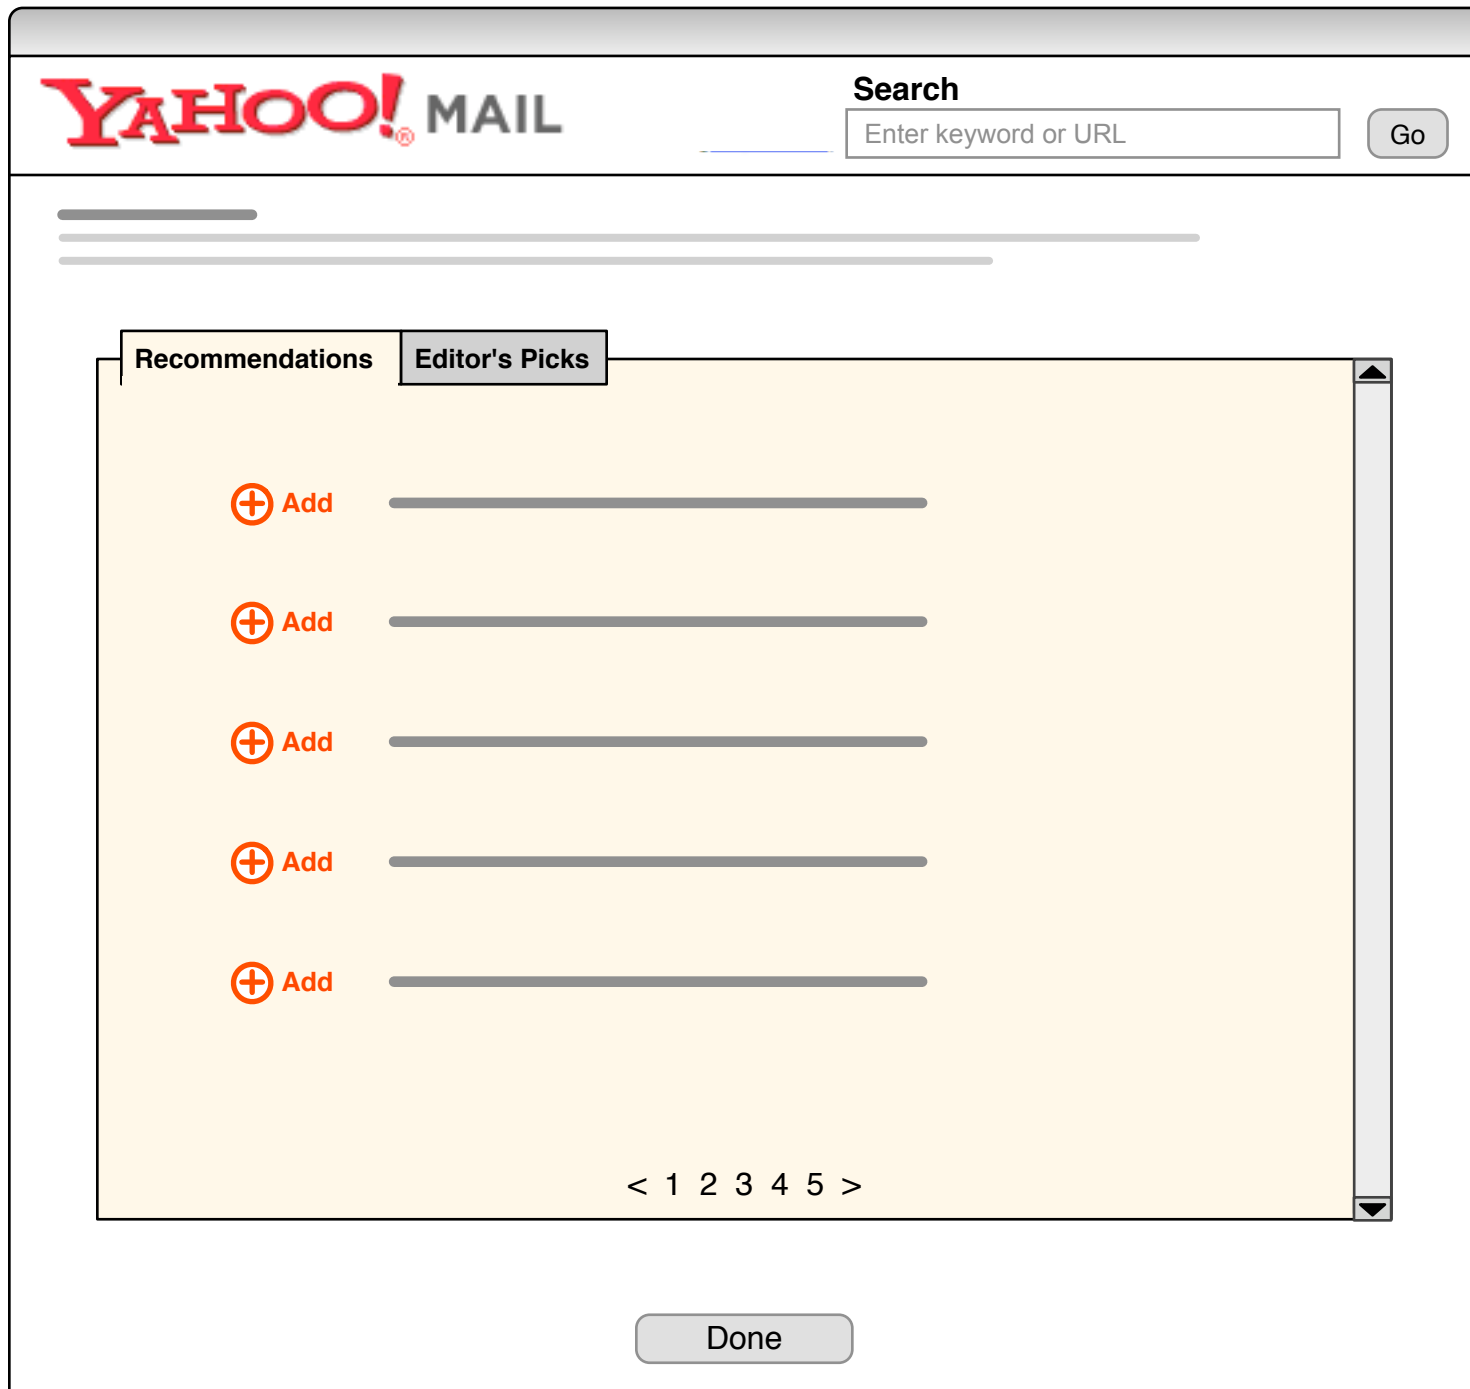 YAHOO!® MAIL
Search
Enter keyword or URL
Go
Recommendations
Editor's Picks
Add
Add
Add
Add
Add
< 1 2 3 4 5 >
Done